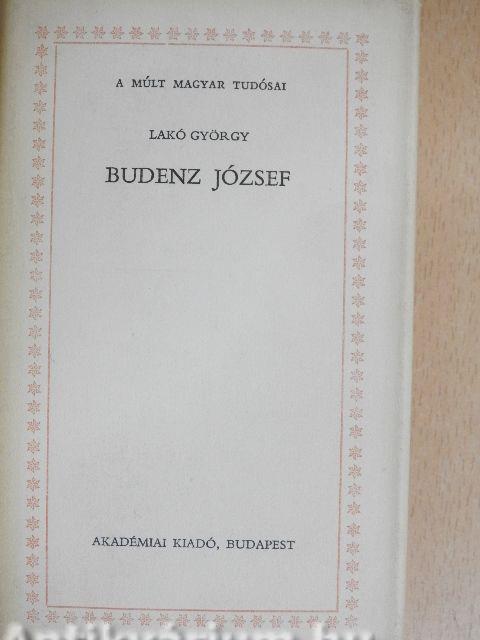 A MÚLT MAGYAR TUDÓSAI
LAKÓ GYÖRGY
BUDENZ JÓZSEF
AKADÉMIAI KIADÓ, BUDAPEST